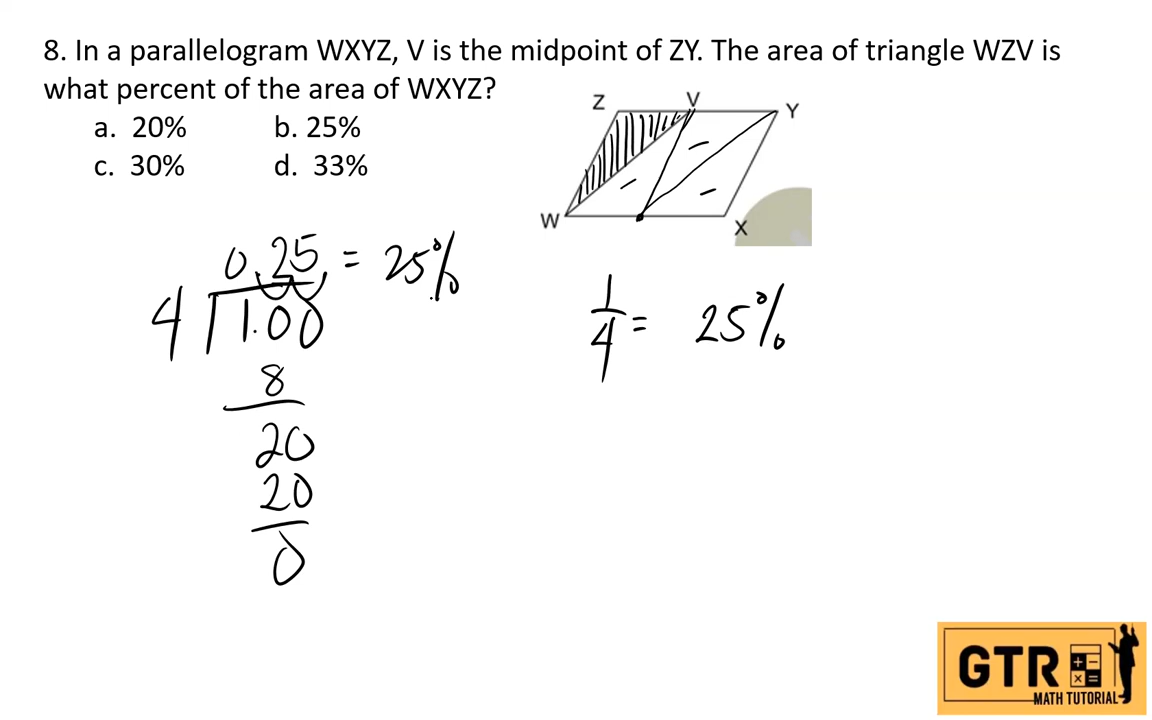 8. In a parallelogram WXYZ, V is the midpoint of ZY. The area of triangle WZV is
what percent of the area of WXYZ?
a. 20%
b. 25%
c. 30%
d. 33%
Z
V
Y
W
X
0.25 = 25%
4 1.00
8
20
20
0
1/4 = 25%
GTR
MATH TUTORIAL